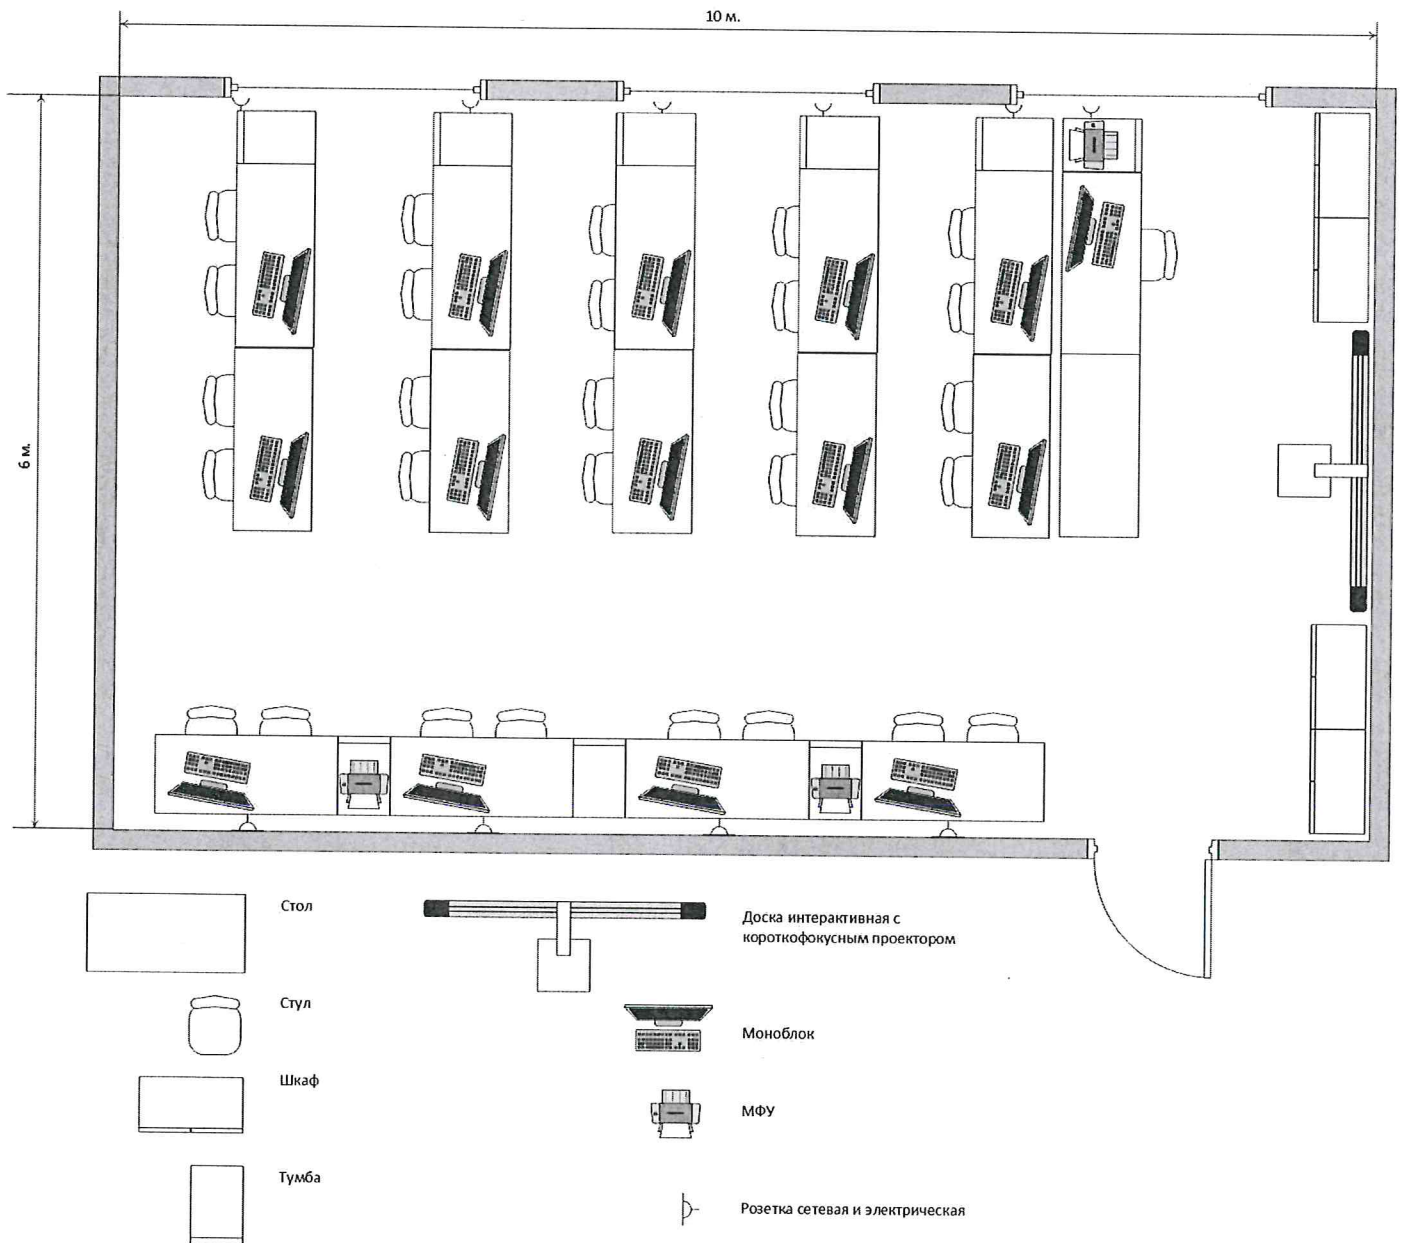 10 м.
6 м.
Стол
Доска интерактивная с
короткофокусным проектором
Стул
Моноблок
Шкаф
МФУ
Тумба
Розетка сетевая и электрическая